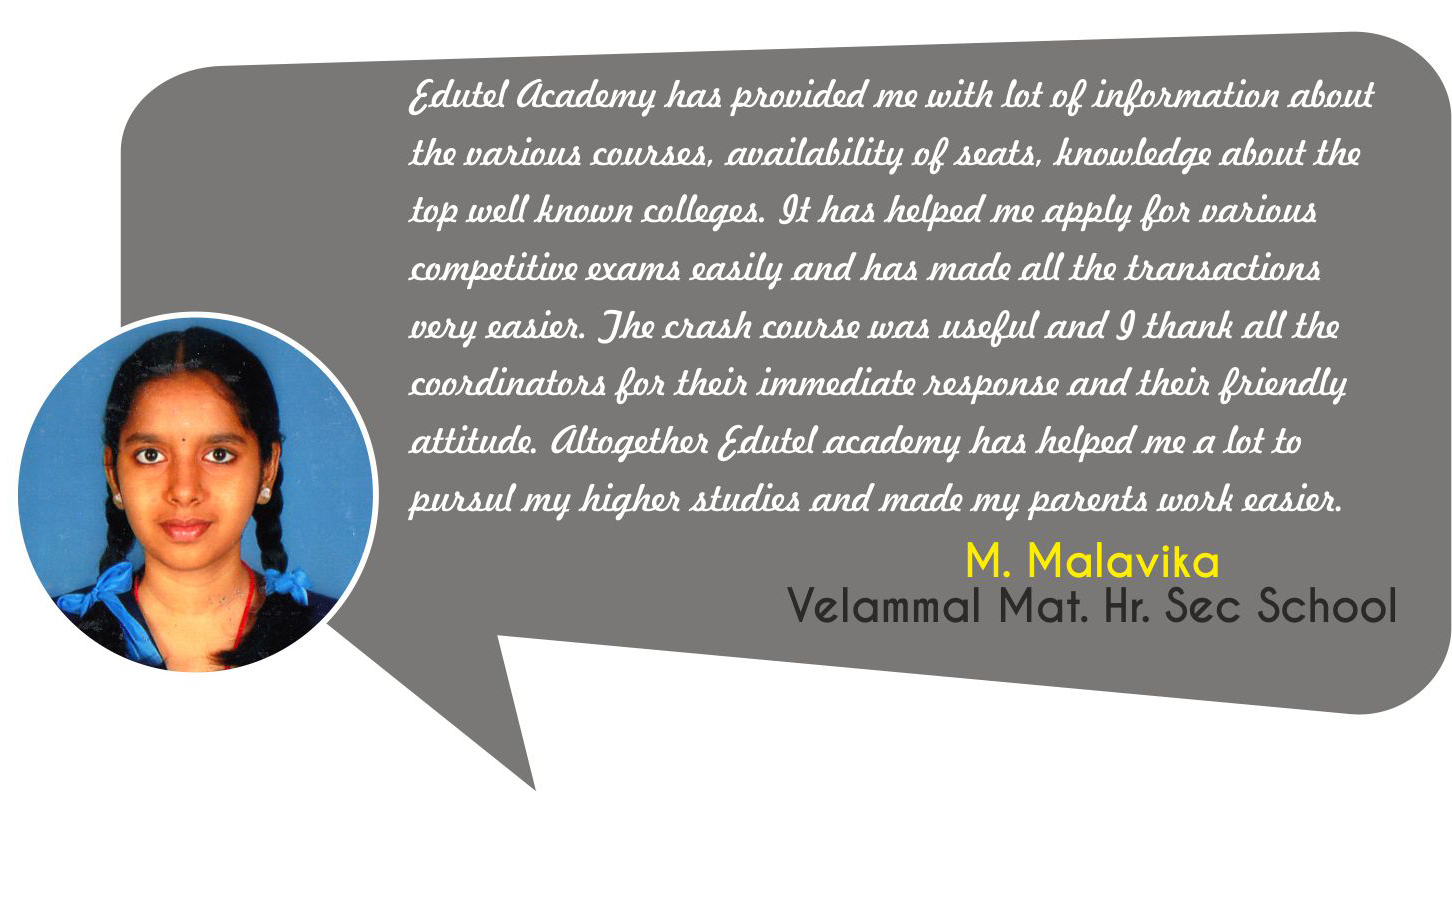 Edutel Academy has provided me with lot of information about
the various courses, availability of seats, knowledge about the
top well known colleges. It has helped me apply for various
competitive exams easily and has made all the transactions
very easier. The crash course was useful and I thank all the
coordinators for their immediate response and their friendly
attitude. Altogether Edutel academy has helped me a lot to
pursul my higher studies and made my parents work easier.
M. Malavika
Velammal Mat. Hr. Sec School